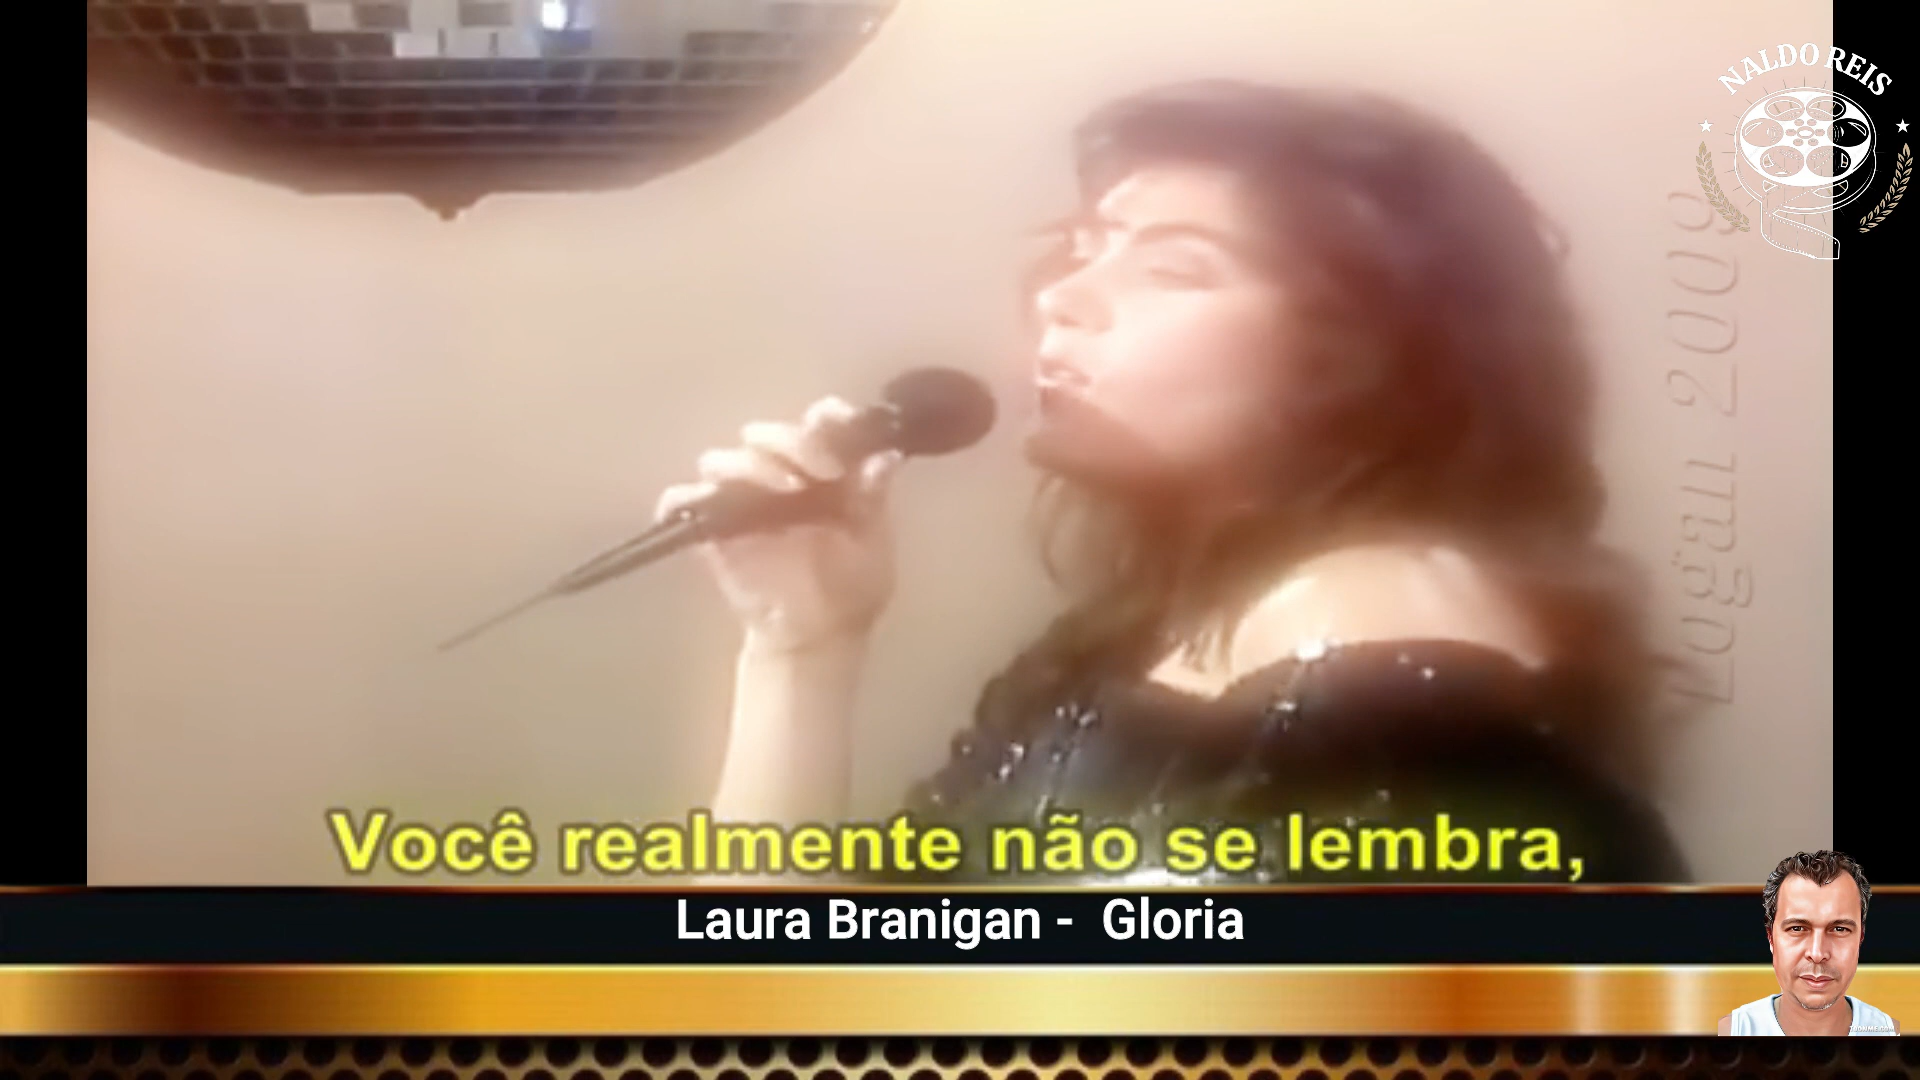 NALDO REIS
Logan 2009
Você realmente não se lembra,
Laura Branigan - Gloria